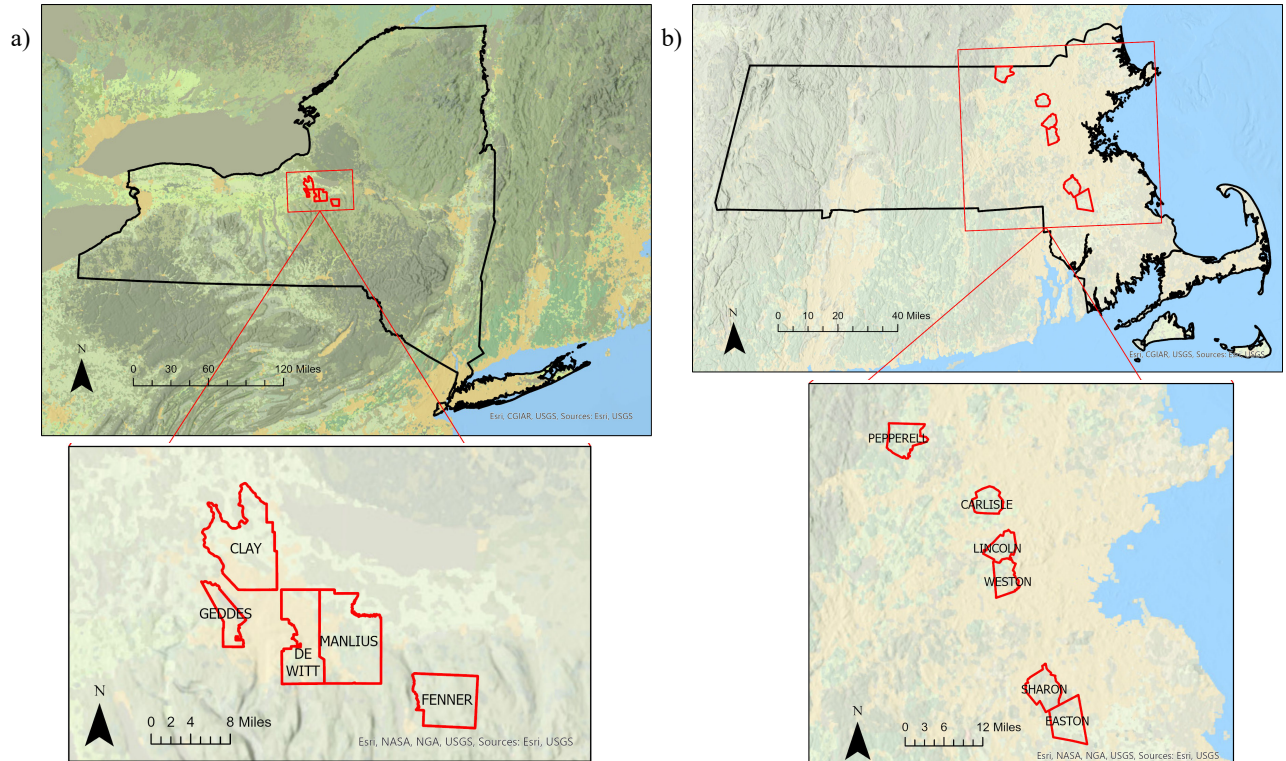 a)
N
0 30 60 120 Miles
Esri, CGIAR, USGS, Sources: Esri, USGS
b)
N
0 10 20 40 Miles
Esri, CGIAR, USGS, Sources: Esri, USGS
CLAY
GEDDES
MANLIUS
DE
WITT
FENNER
N
0 2 4 8 Miles
Esri, NASA, NGA, USGS, Sources: Esri, USGS
PEPPERELL
CARLISLE
LINCOLN
WESTON
SHARON
EASTON
N
0 3 6 12 Miles
Esri, NASA, NGA, USGS, Sources: Esri, USGS